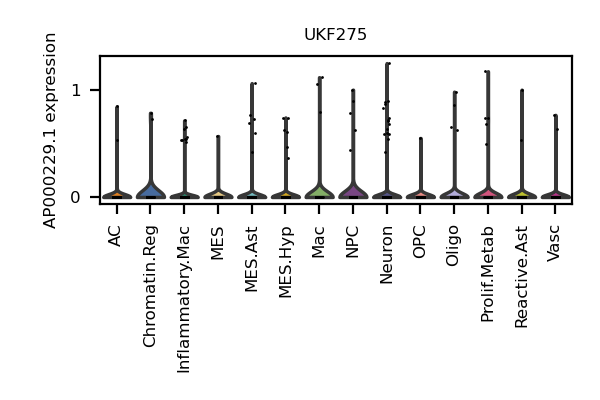 UKF275
AP000229.1 expression
1
0
AC
Chromatin.Reg
Inflammatory.Mac
MES
MES.Ast
MES.Hyp
Mac
NPC
Neuron
OPC
Oligo
Prolif.Metab
Reactive.Ast
Vasc